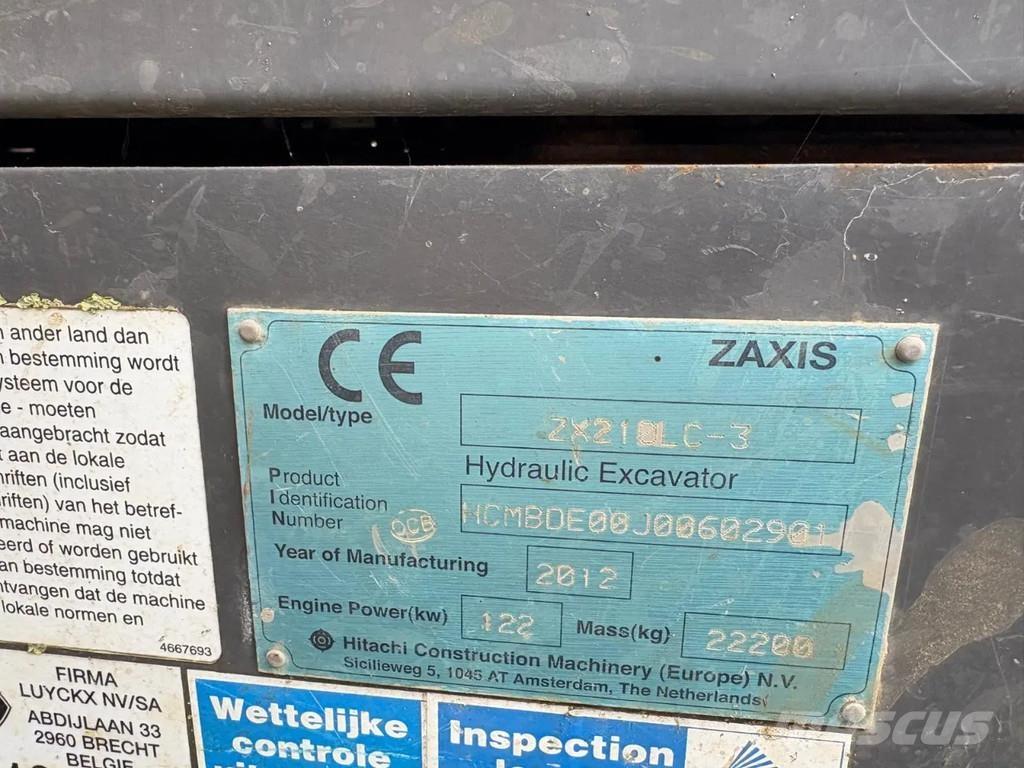 n ander land dan
n bestemming wordt
ysteem voor de
e - moeten
aangebracht zodat
t aan de lokale
hriften (inclusief
hriften) van het betref-
machine mag niet
eerd of worden gebruikt
an bestemming totdat
ntvangen dat de machine
lokale normen en
4667693
CE
ZAXIS
Model/type
ZX210LC-3
Hydraulic Excavator
Product
Identification
Number
OCB
HCMBDE00J00602901
Year of Manufacturing
2012
Engine Power(kw)
122
Mass(kg)
22200
Hitachi Construction Machinery (Europe) N.V.
Sicilieweg 5, 1045 AT Amsterdam, The Netherlands
FIRMA
LUYCKX NV/SA
ABDIJLAAN 33
2960 BRECHT
BELGIE
Wettelijke
controle
Inspection
Mascus